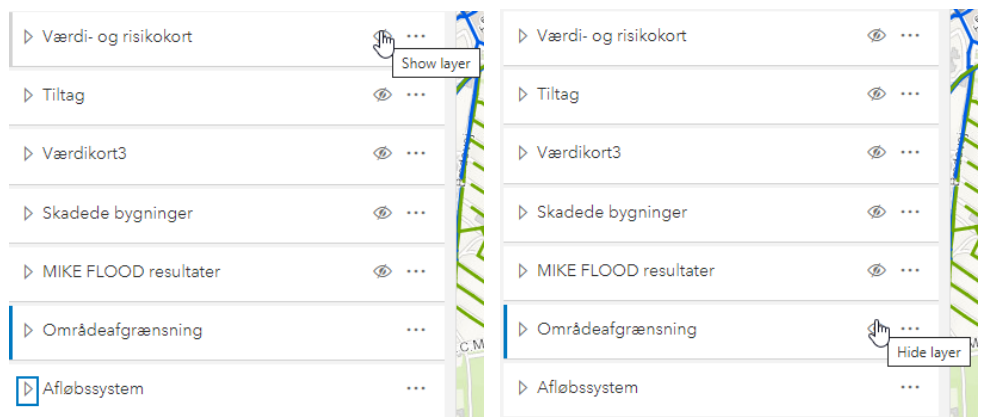 Værdi- og risikokort
Show layer
Tiltag
Værdikort3
Skadede bygninger
MIKE FLOOD resultater
Områdeafgrænsning
Afløbssystem
C.M
Værdi- og risikokort
Tiltag
Værdikort3
Skadede bygninger
MIKE FLOOD resultater
Områdeafgrænsning
Hide layer
Afløbssystem